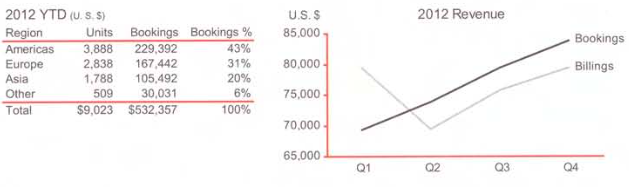 2012 YTD (U. S. $)
Region Units Bookings Bookings %
Americas 3,888 229,392 43%
Europe 2,838 167,442 31%
Asia 1,788 105,492 20%
Other 509 30,031 6%
Total $9,023 $532,357 100%
U.S. $
2012 Revenue
85,000
80,000
75,000
70,000
65,000
Bookings
Billings
Q1 Q2 Q3 Q4